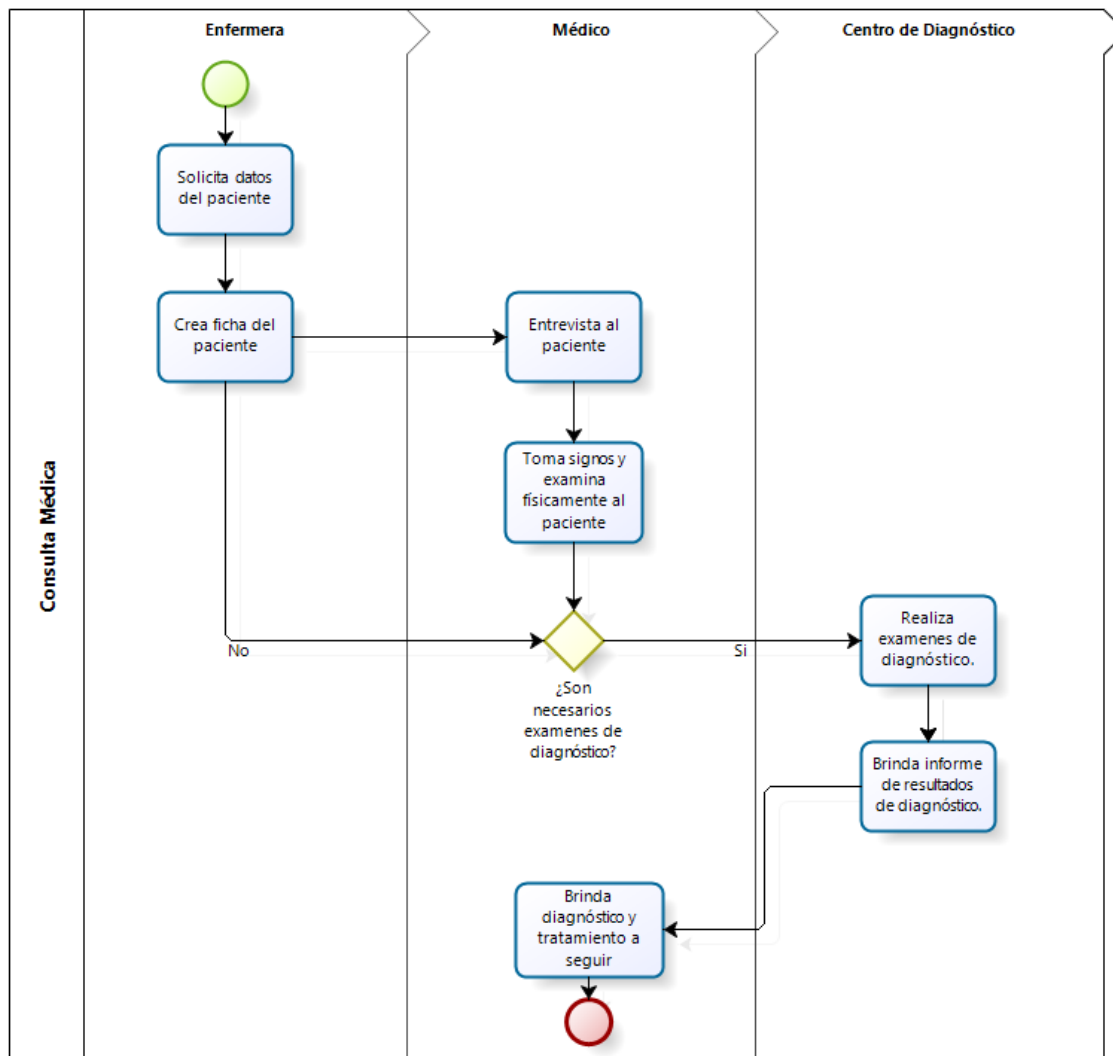 Enfermera
Médico
Centro de Diagnóstico
Consulta Médica
Solicita datos
del paciente
Crea ficha del
paciente
Entrevista al
paciente
Toma signos y
examina
físicamente al
paciente
No
Si
¿Son
necesarios
examenes de
diagnóstico?
Realiza
examenes de
diagnóstico.
Brinda informe
de resultados
de diagnóstico.
Brinda
diagnóstico y
tratamiento a
seguir